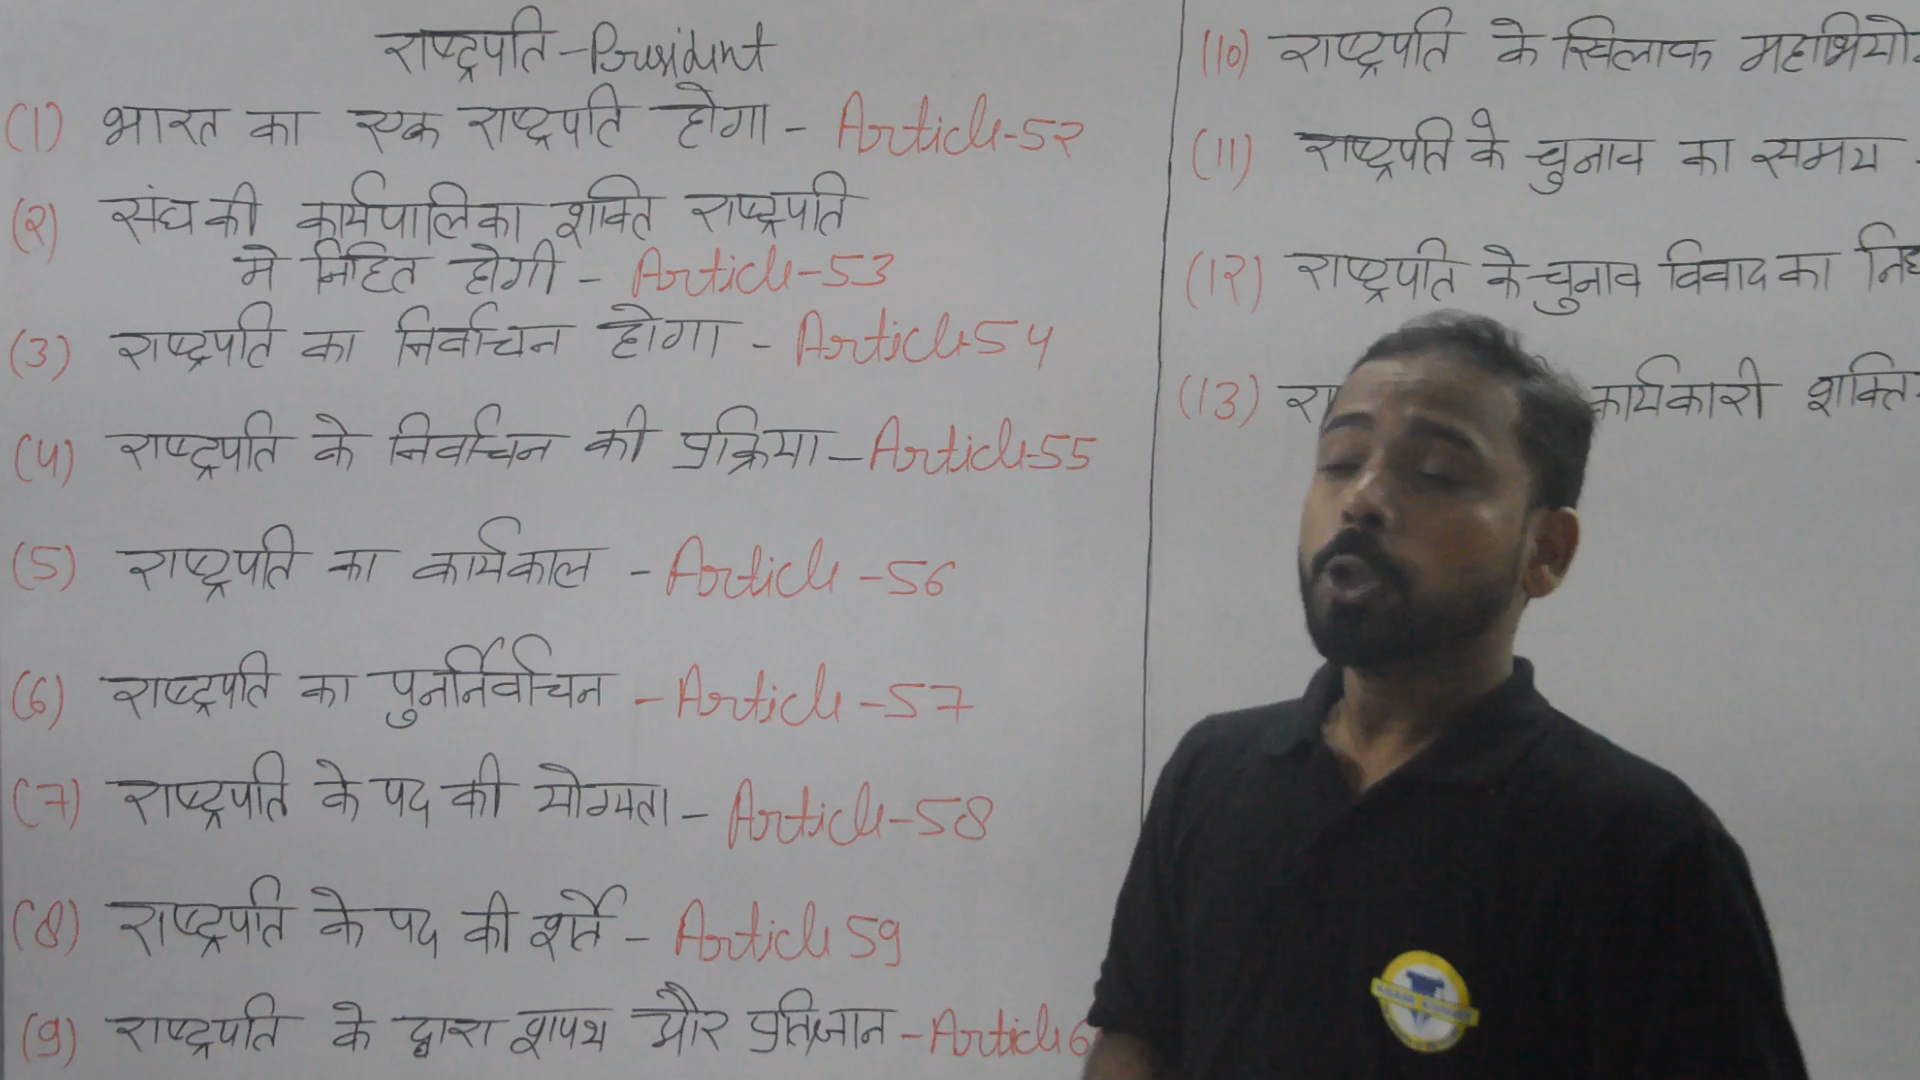 राष्ट्रपति - President
(1) भारत का एक राष्ट्रपति होगा - Article-52
(2) संघ की कार्यपालिका शक्ति राष्ट्रपति
मे निहित होगी - Article-53
(3) राष्ट्रपति का निर्वाचन होगा - Article 54
(4) राष्ट्रपति के निर्वाचन की प्रक्रिया - Article-55
(5) राष्ट्रपति का कार्यकाल - Article-56
(6) राष्ट्रपति का पुनर्निर्वाचन - Article-57
(7) राष्ट्रपति के पद की योग्यता - Article-58
(8) राष्ट्रपति के पद की शर्ते - Article 59
(9) राष्ट्रपति के द्वारा शपथ और प्रतिज्ञान - Article 6
(10) राष्ट्रपति के खिलाफ
(11) राष्ट्रपति के चुनाव का समय -
(12) राष्ट्रपति के चुनाव विवाद का
(13) कार्यकारी शक्ति